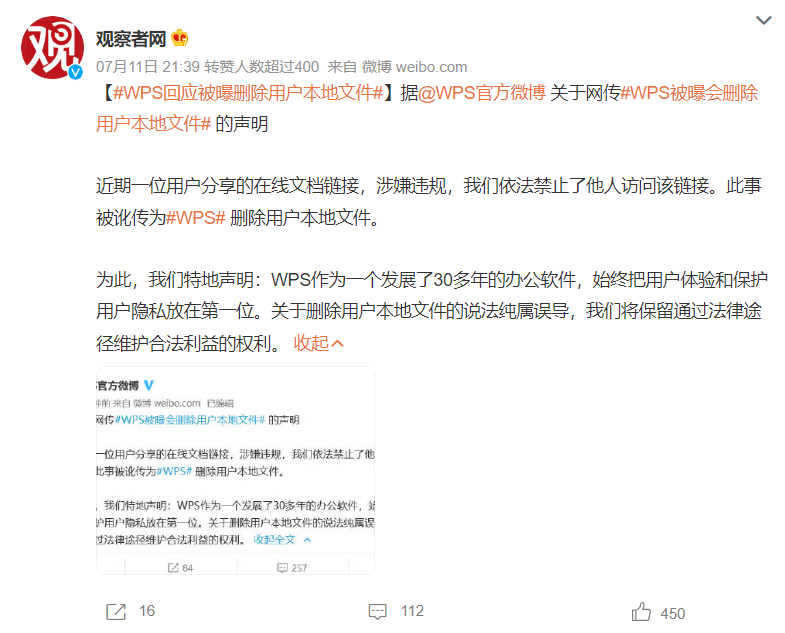 观
观察者网
07月11日 21:39 转赞人数超过400 来自 微博 weibo.com
【#WPS回应被曝删除用户本地文件#】据@WPS官方微博 关于网传#WPS被曝会删除
用户本地文件# 的声明
近期一位用户分享的在线文档链接，涉嫌违规，我们依法禁止了他人访问该链接。此事
被讹传为#WPS# 删除用户本地文件。
为此，我们特地声明：WPS作为一个发展了30多年的办公软件，始终把用户体验和保护
用户隐私放在第一位。关于删除用户本地文件的说法纯属误导，我们将保留通过法律途
径维护合法利益的权利。 收起
官方微博
钟前 来自 微博 weibo.com 已编辑
网传#WPS被曝会删除用户本地文件# 的声明
一位用户分享的在线文档链接，涉嫌违规，我们依法禁止了他
此事被讹传为#WPS# 删除用户本地文件。
，我们特地声明：WPS作为一个发展了30多年的办公软件，始
护用户隐私放在第一位。关于删除用户本地文件的说法纯属误
过法律途径维护合法利益的权利。 收起全文
84 257
16 112 450